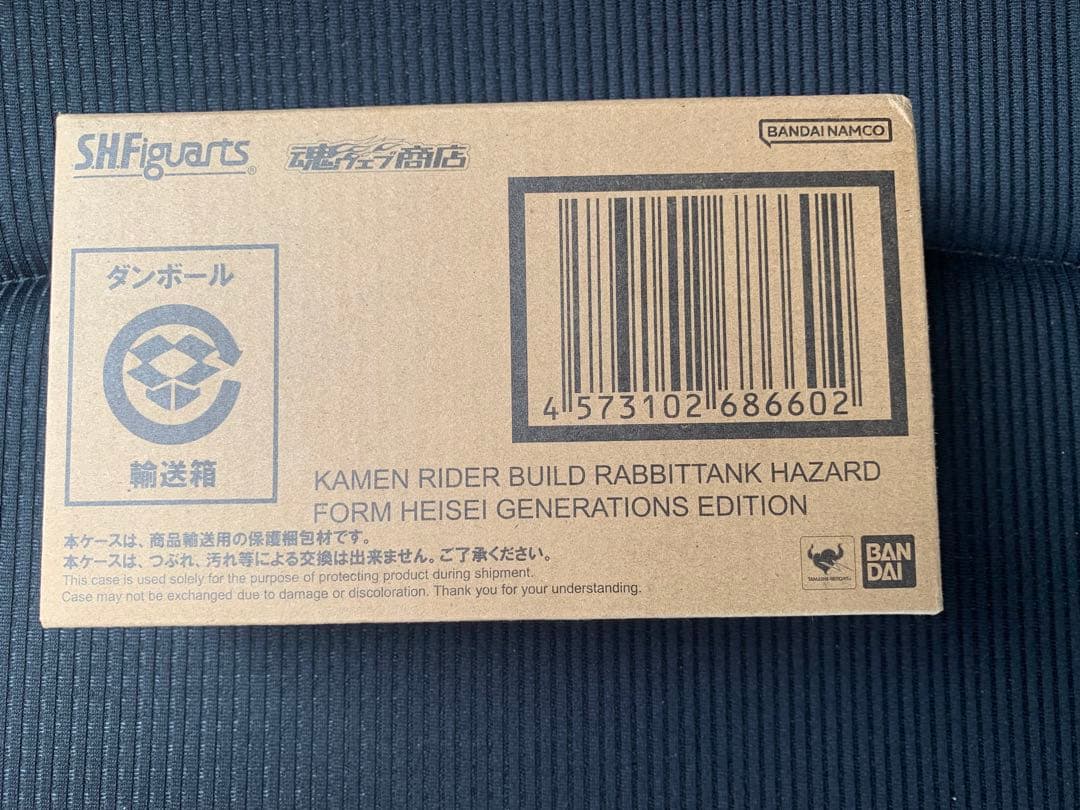 S.H.Figuarts ®
魂ウェブ商店
BANDAI NAMCO
ダンボール
輸送箱
4 573102 686602
KAMEN RIDER BUILD RABBITTANK HAZARD
FORM HEISEI GENERATIONS EDITION
本ケースは、商品輸送用の保護梱包材です。
本ケースは、つぶれ、汚れ等による交換は出来ません。ご了承ください。
This case is used solely for the purpose of protecting product during shipment.
Case may not be exchanged due to damage or discoloration. Thank you for your understanding.
TAMASHII NATIONS
BAN
DAI